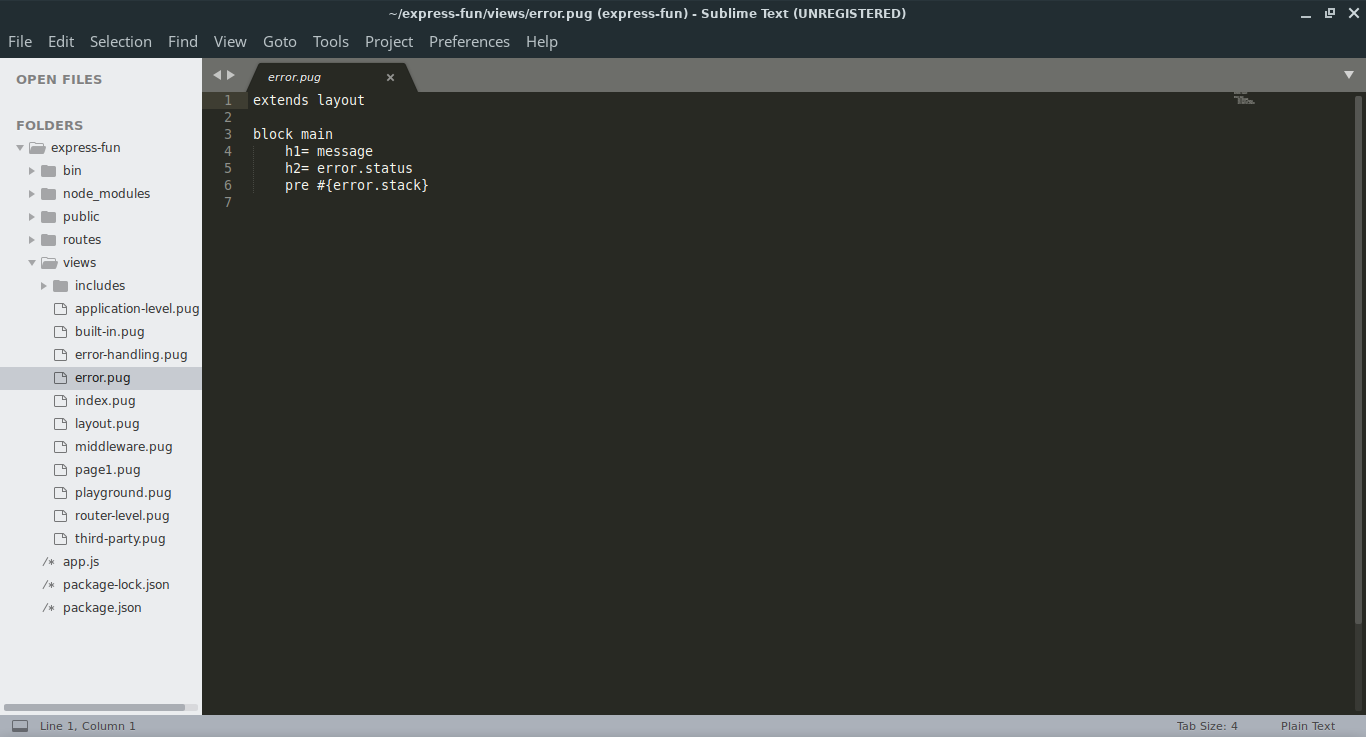 ~/express-fun/views/error.pug (express-fun) - Sublime Text (UNREGISTERED)
File Edit Selection Find View Goto Tools Project Preferences Help
OPEN FILES
FOLDERS
express-fun
bin
node_modules
public
routes
views
includes
application-level.pug
built-in.pug
error-handling.pug
error.pug
index.pug
layout.pug
middleware.pug
page1.pug
playground.pug
router-level.pug
third-party.pug
/* app.js
/* package-lock.json
/* package.json
error.pug ×
1 extends layout
2
3 block main
4     h1= message
5     h2= error.status
6     pre #{error.stack}
7
Line 1, Column 1
Tab Size: 4
Plain Text